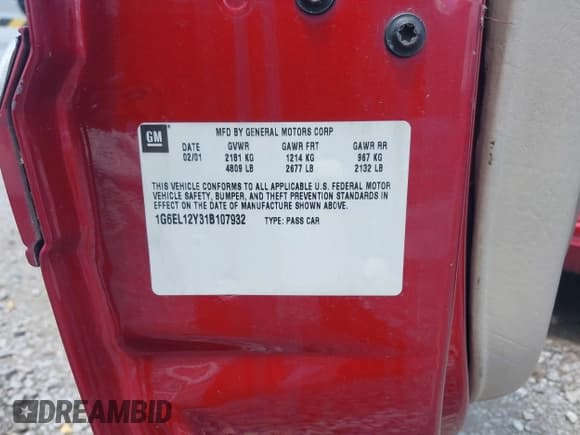 GM
MFD BY GENERAL MOTORS CORP
DATE GVWR GAWR FRT GAWR RR
02/01 2181 KG 1214 KG 967 KG
4809 LB 2677 LB 2132 LB
THIS VEHICLE CONFORMS TO ALL APPLICABLE U.S. FEDERAL MOTOR
VEHICLE SAFETY, BUMPER, AND THEFT PREVENTION STANDARDS IN
EFFECT ON THE DATE OF MANUFACTURE SHOWN ABOVE.
1G6EL12Y31B107932 TYPE: PASS CAR
DREAMBID